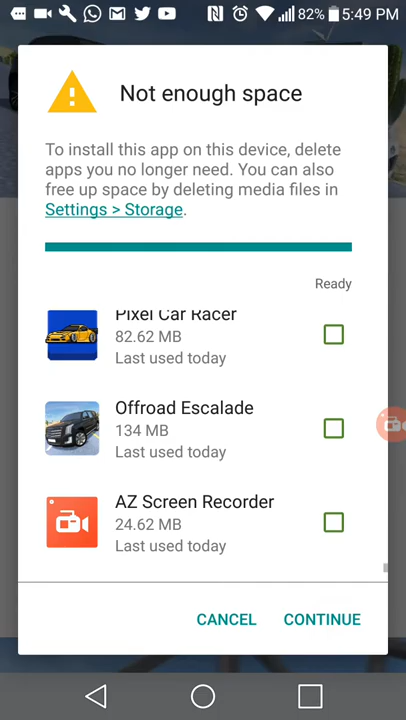 82% 5:49 PM
Not enough space
To install this app on this device, delete
apps you no longer need. You can also
free up space by deleting media files in
Settings > Storage.
Ready
Pixel Car Racer
82.62 MB
Last used today
Offroad Escalade
134 MB
Last used today
AZ Screen Recorder
24.62 MB
Last used today
CANCEL CONTINUE